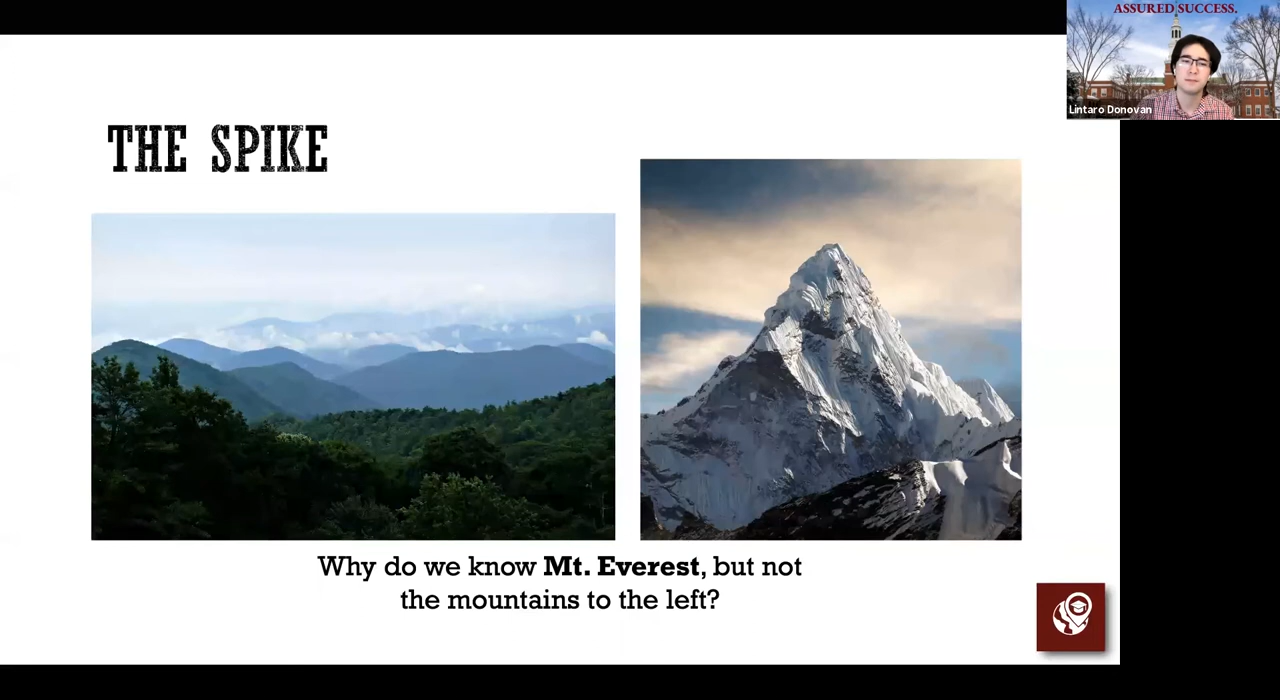 ASSURED SUCCESS.
Lintaro Donovan
THE SPIKE
Why do we know Mt. Everest, but not
the mountains to the left?